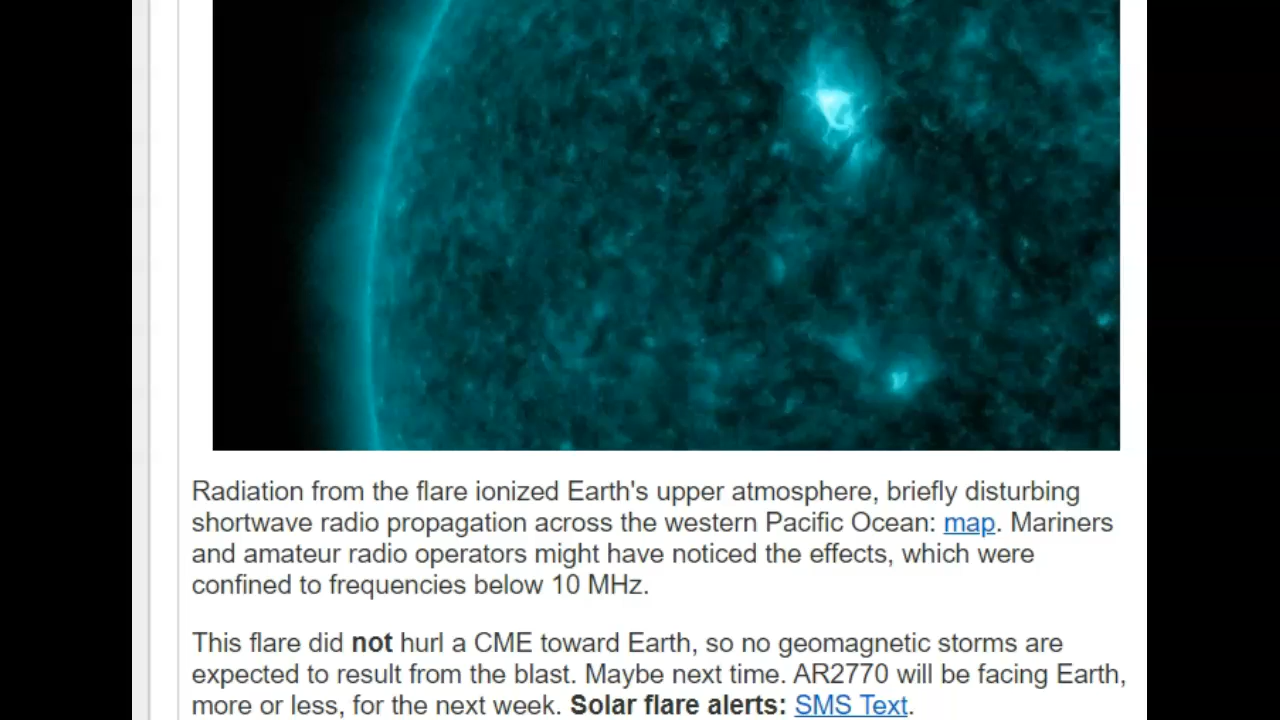 Radiation from the flare ionized Earth's upper atmosphere, briefly disturbing
shortwave radio propagation across the western Pacific Ocean: map. Mariners
and amateur radio operators might have noticed the effects, which were
confined to frequencies below 10 MHz.
This flare did not hurl a CME toward Earth, so no geomagnetic storms are
expected to result from the blast. Maybe next time. AR2770 will be facing Earth,
more or less, for the next week. Solar flare alerts: SMS Text.